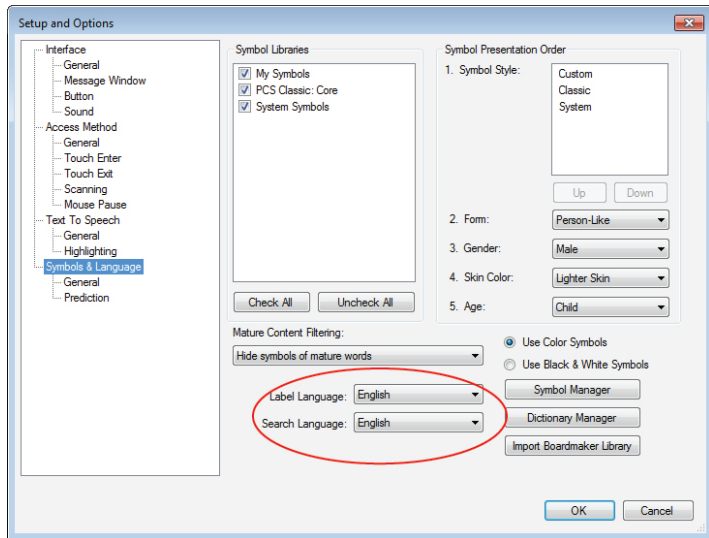 Setup and Options
Interface
General
Message Window
Button
Sound
Access Method
General
Touch Enter
Touch Exit
Scanning
Mouse Pause
Text To Speech
General
Highlighting
Symbols & Language
General
Prediction
Symbol Libraries
My Symbols
PCS Classic: Core
System Symbols
Check All
Uncheck All
Symbol Presentation Order
1. Symbol Style:
Custom
Classic
System
Up
Down
2. Form:
Person-Like
3. Gender:
Male
4. Skin Color:
Lighter Skin
5. Age:
Child
Mature Content Filtering:
Hide symbols of mature words
Label Language:
English
Search Language:
English
Use Color Symbols
Use Black & White Symbols
Symbol Manager
Dictionary Manager
Import Boardmaker Library
OK
Cancel